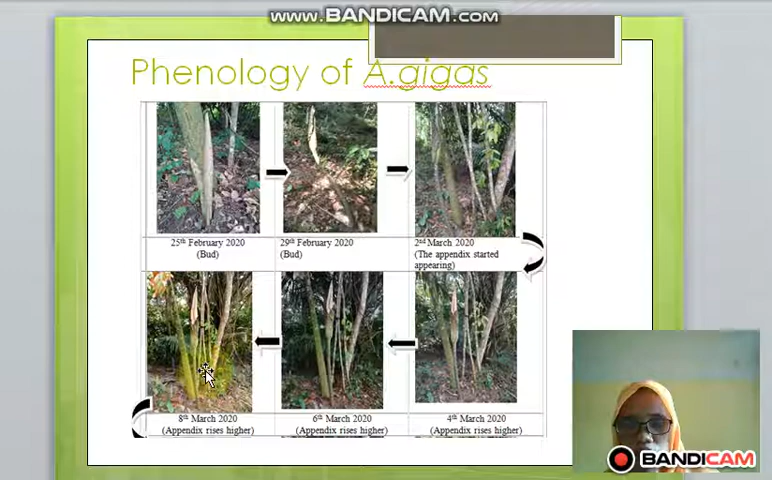 www.BANDICAM.com
Phenology of A.gigas
25th February 2020
(Bud)
29th February 2020
(Bud)
2nd March 2020
(The appendix started
appearing)
8th March 2020
(Appendix rises higher)
6th March 2020
(Appendix rises higher)
4th March 2020
(Appendix rises higher)
BANDICAM